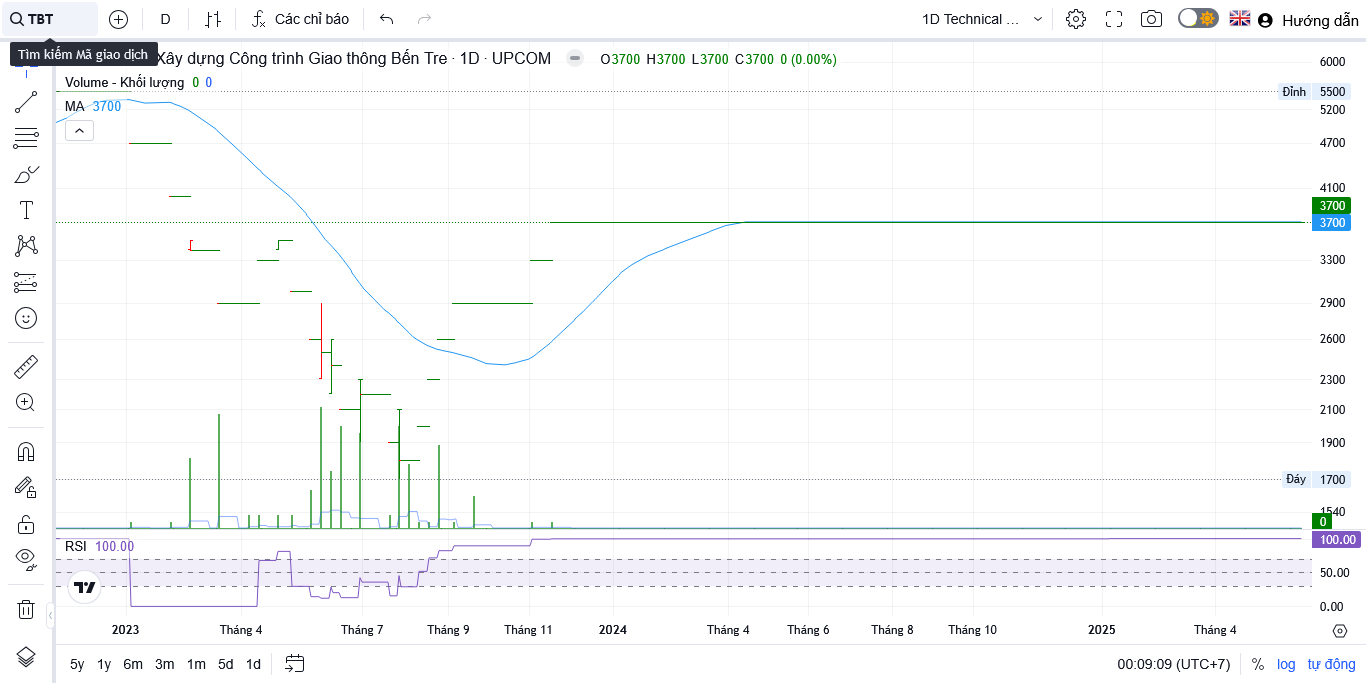 TBT D Các chỉ báo 1D Technical ... Hướng dẫn
Tìm kiếm Mã giao dịch
Xây dựng Công trình Giao thông Bến Tre · 1D · UPCOM O3700 H3700 L3700 C3700 0 (0.00%)
Volume - Khối lượng 0 0
MA 3700
6000
Đỉnh 5500
5200
4700
4100
3700
3700
3300
2900
2600
2300
2100
1900
Đáy 1700
1540
0
RSI 100.00
100.00
50.00
0.00
2023 Tháng 4 Tháng 7 Tháng 9 Tháng 11 2024 Tháng 4 Tháng 6 Tháng 8 Tháng 10 2025 Tháng 4
5y 1y 6m 3m 1m 5d 1d 00:09:09 (UTC+7) % log tự động